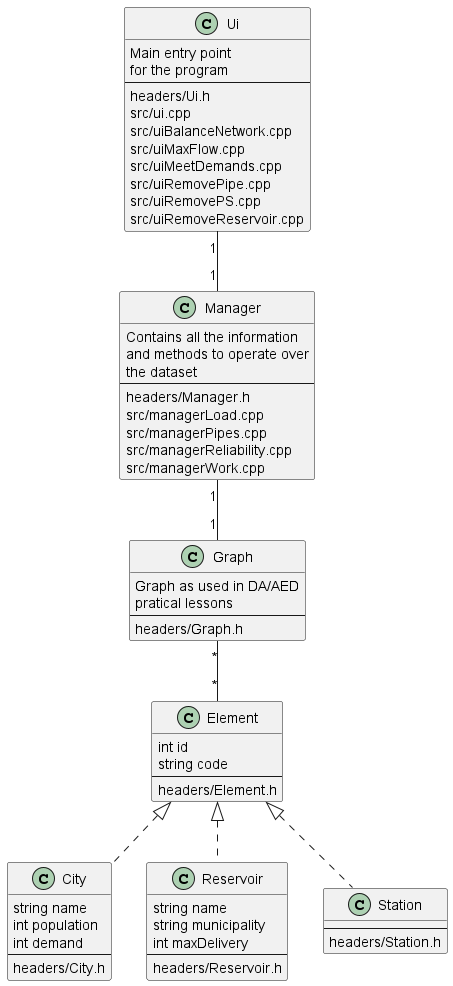 C Ui
Main entry point
for the program
headers/Ui.h
src/ui.cpp
src/uiBalanceNetwork.cpp
src/uiMaxFlow.cpp
src/uiMeetDemands.cpp
src/uiRemovePipe.cpp
src/uiRemovePS.cpp
src/uiRemoveReservoir.cpp
1
1
C Manager
Contains all the information
and methods to operate over
the dataset
headers/Manager.h
src/managerLoad.cpp
src/managerPipes.cpp
src/managerReliability.cpp
src/managerWork.cpp
1
1
C Graph
Graph as used in DA/AED
pratical lessons
headers/Graph.h
*
*
C Element
int id
string code
headers/Element.h
C City
string name
int population
int demand
headers/City.h
C Reservoir
string name
string municipality
int maxDelivery
headers/Reservoir.h
C Station
headers/Station.h